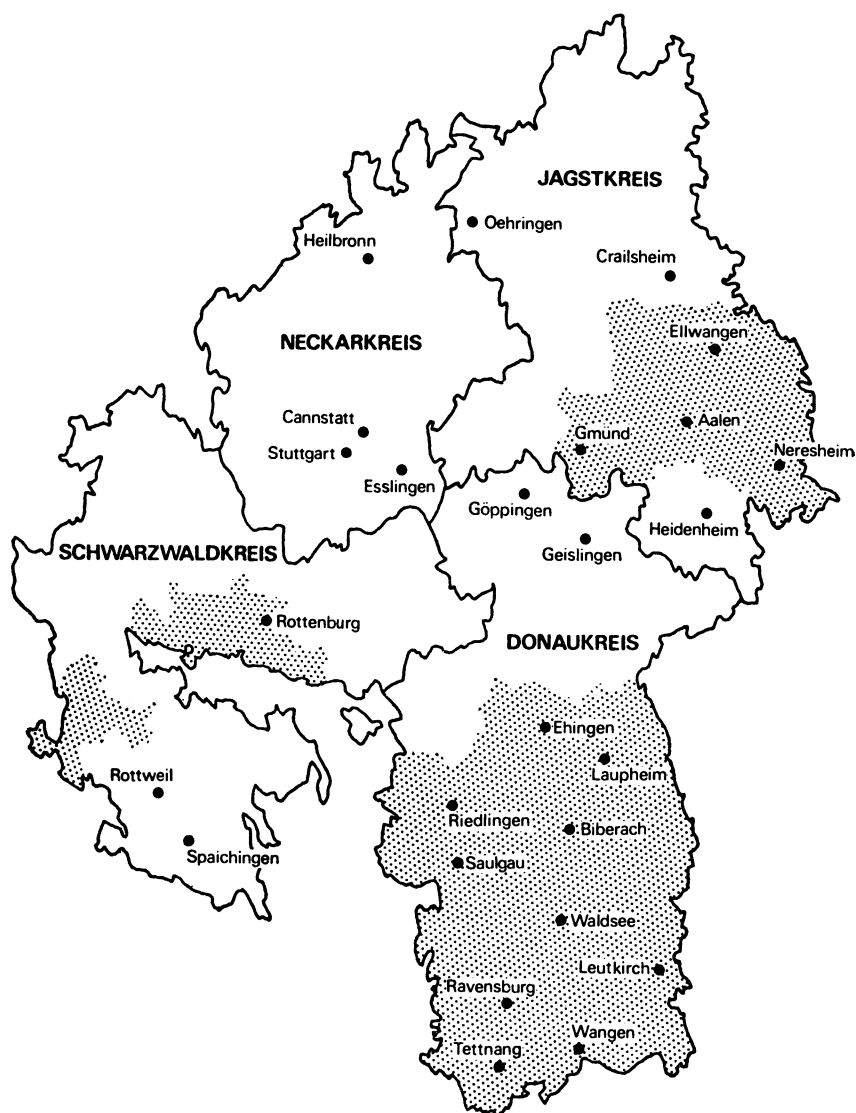 JAGSTKREIS
Oehringen
Heilbronn
Crailsheim
Ellwangen
NECKARKREIS
Cannstatt
Stuttgart
Esslingen
Gmund
Aalen
Neresheim
Göppingen
Heidenheim
Geislingen
SCHWARZWALDKREIS
Rottenburg
DONAUKREIS
Ehingen
Laupheim
Rottweil
Riedlingen
Biberach
Spaichingen
Saulgau
Waldsee
Leutkirch
Ravensburg
Wangen
Tettnang